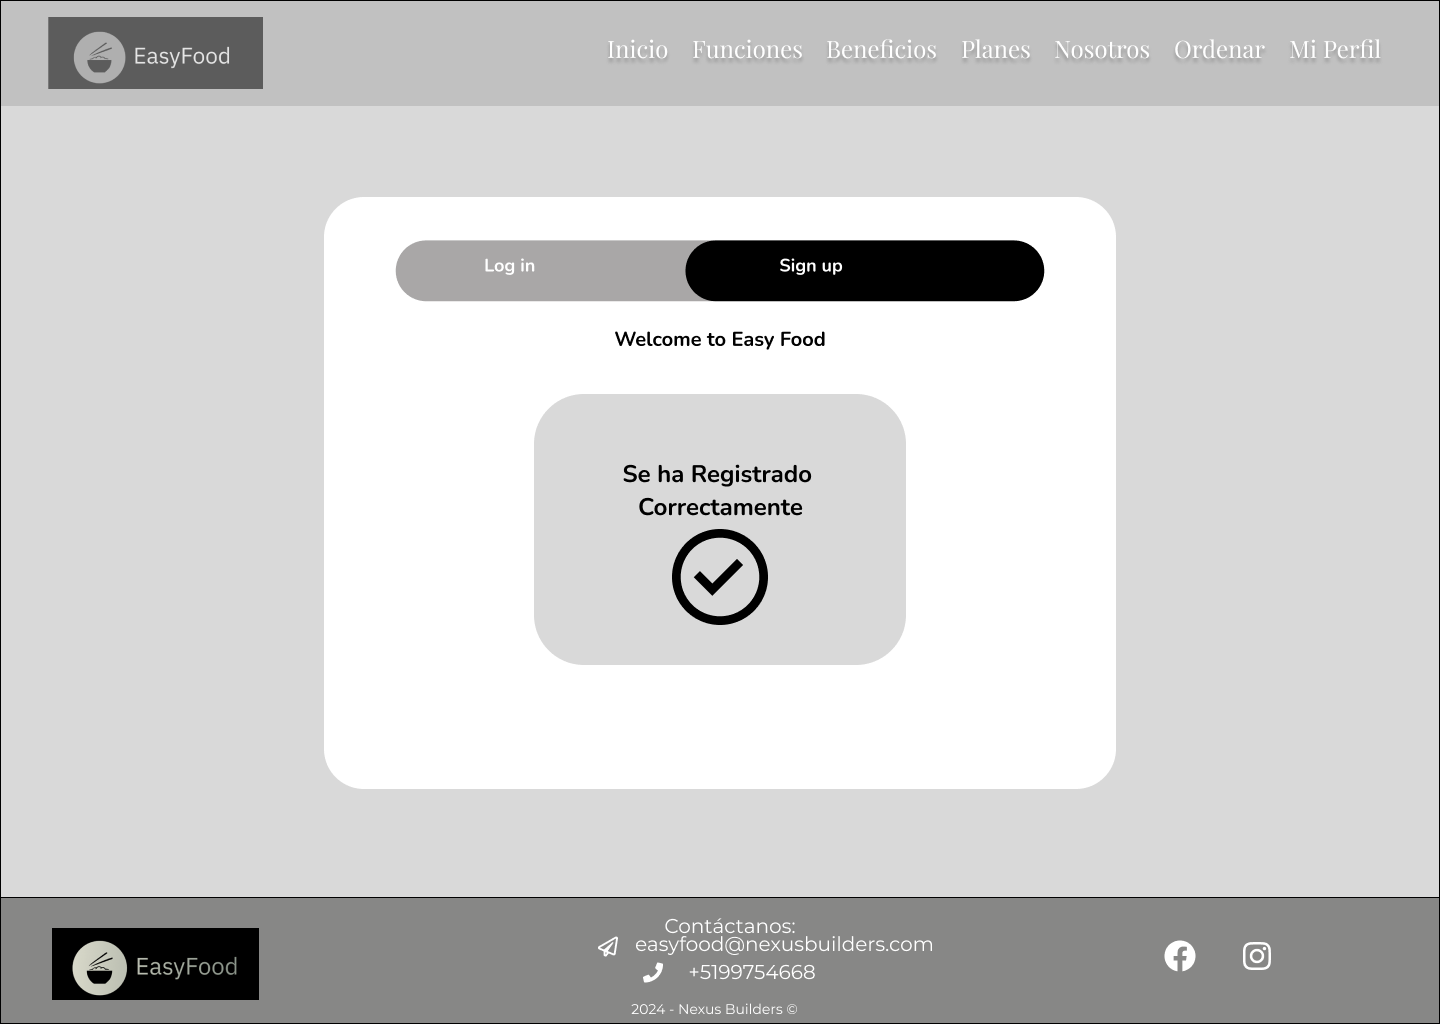 EasyFood
Inicio Funciones Beneficios Planes Nosotros Ordenar Mi Perfil
Log in Sign up
Welcome to Easy Food
Se ha Registrado
Correctamente
EasyFood
Contáctanos:
easyfood@nexusbuilders.com
+5199754668
2024 - Nexus Builders ©